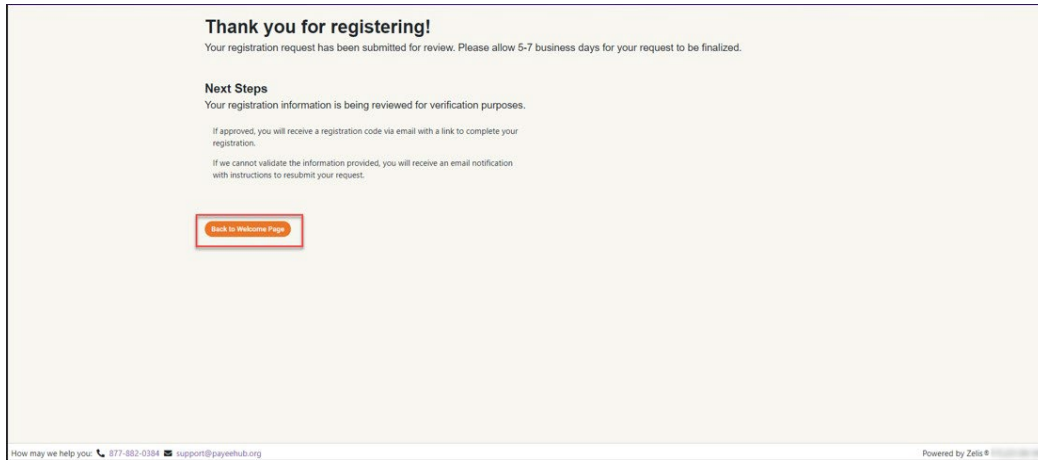 Thank you for registering!
Your registration request has been submitted for review. Please allow 5-7 business days for your request to be finalized.
Next Steps
Your registration information is being reviewed for verification purposes.
If approved, you will receive a registration code via email with a link to complete your
registration.
If we cannot validate the information provided, you will receive an email notification
with instructions to resubmit your request.
Back to Welcome Page
How may we help you: 877-882-0384 support@payeehub.org
Powered by Zelis®